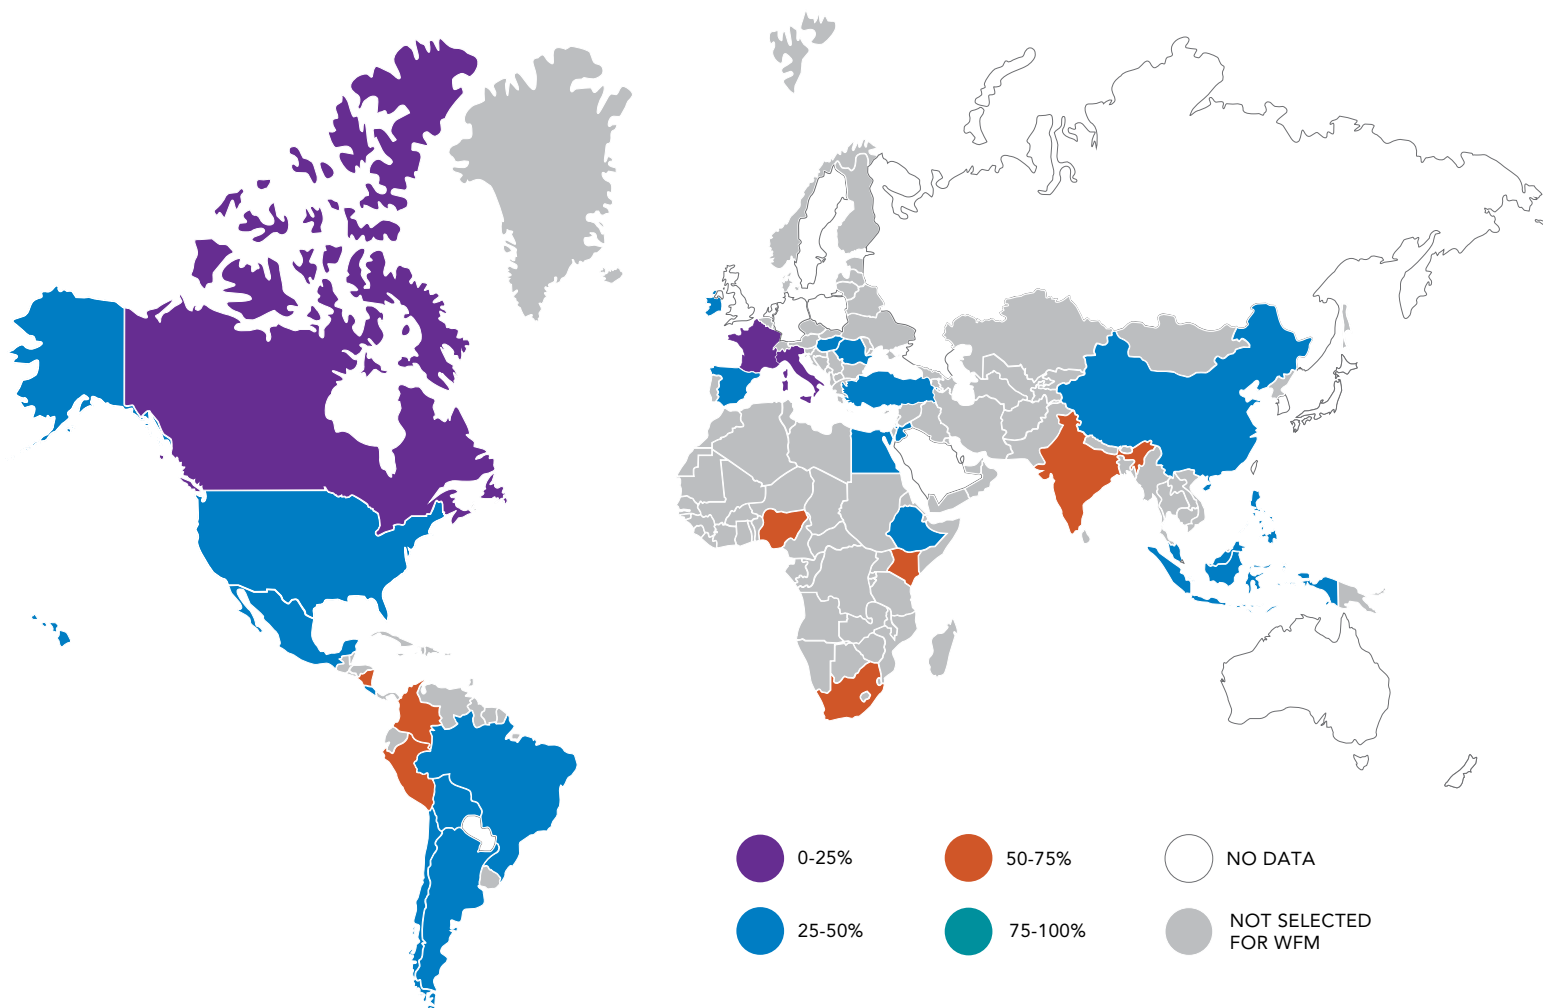 0-25%
50-75%
NO DATA
25-50%
75-100%
NOT SELECTED
FOR WFM